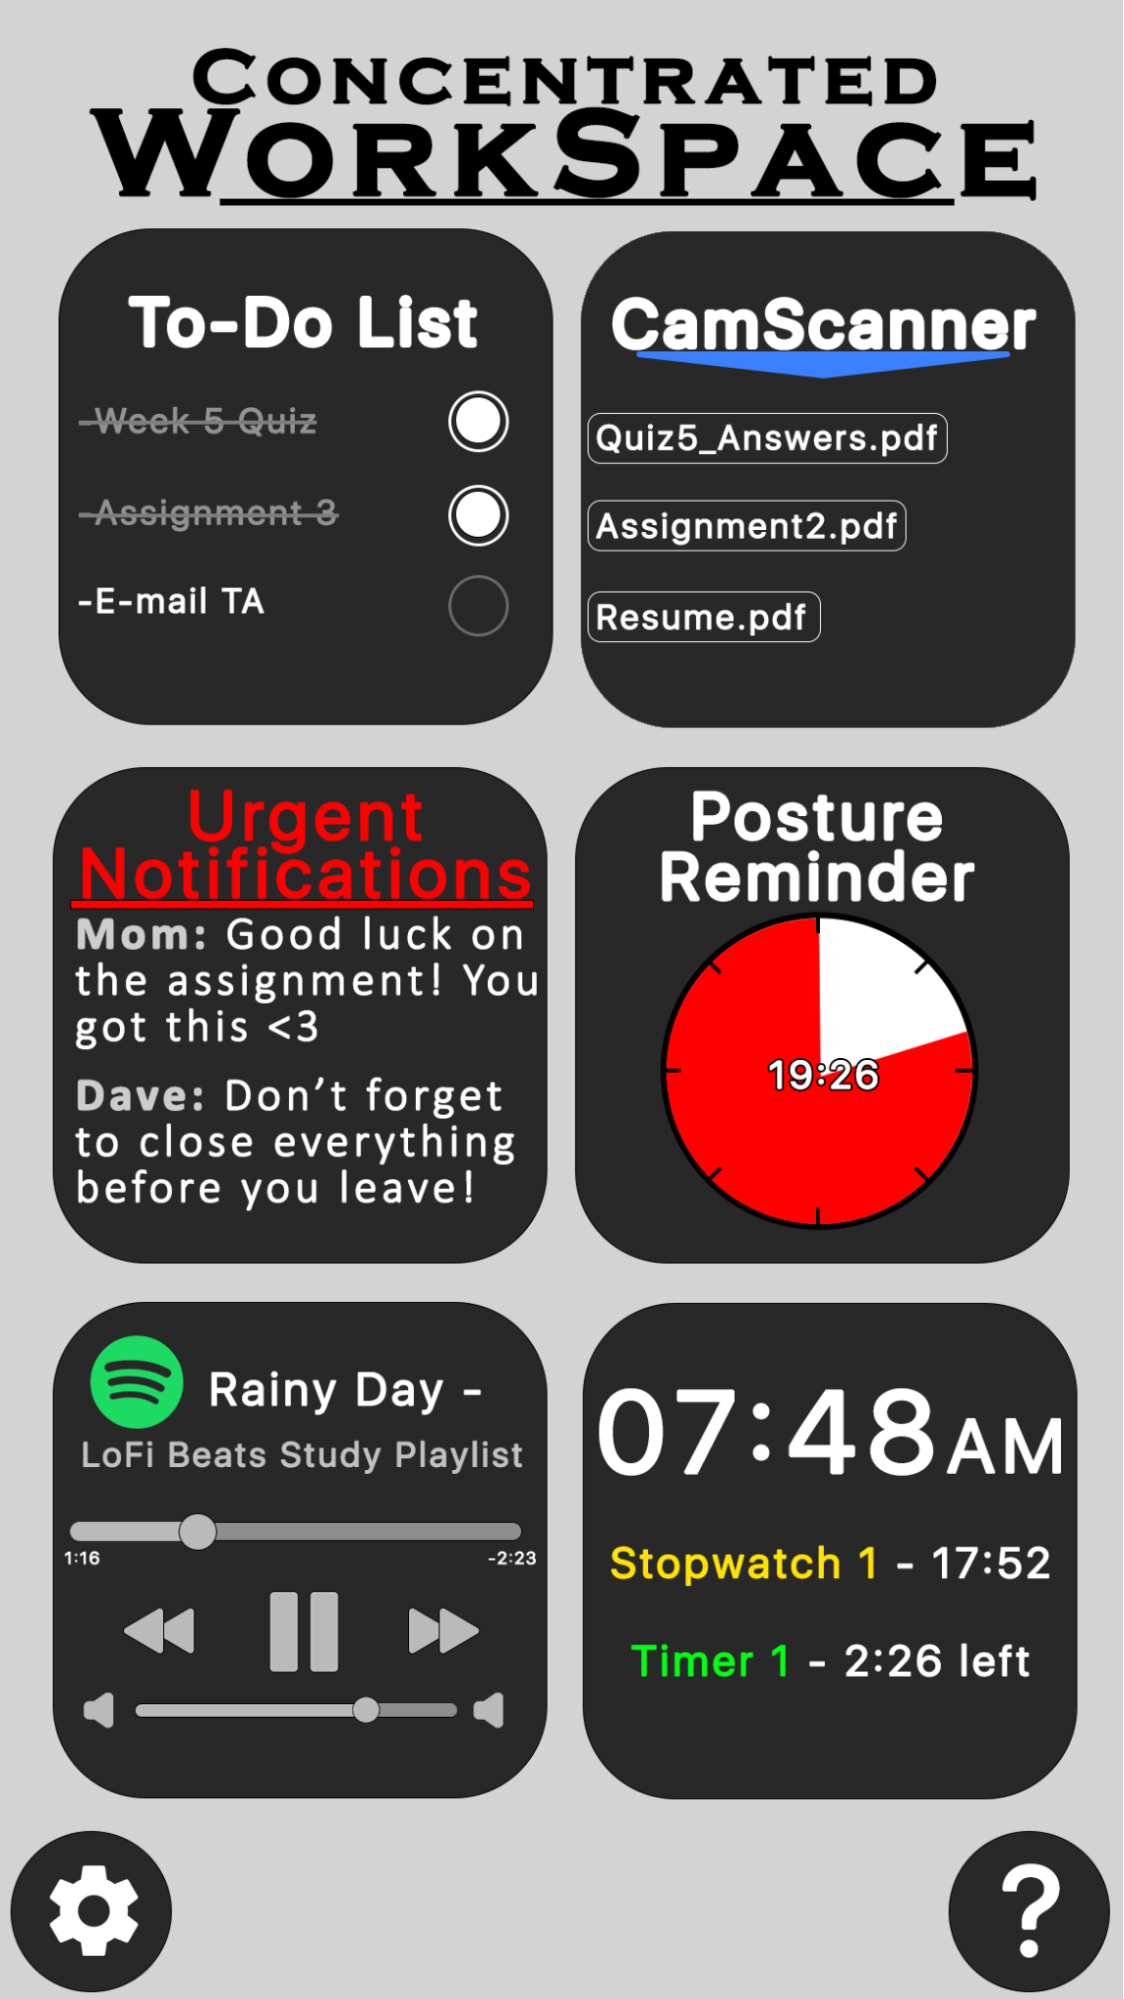 CONCENTRATED
WORKSPACE
To-Do List
-Week 5 Quiz
-Assignment 3
-E-mail TA
CamScanner
Quiz5_Answers.pdf
Assignment2.pdf
Resume.pdf
Urgent
Notifications
Mom: Good luck on
the assignment! You
got this <3
Dave: Don't forget
to close everything
before you leave!
Posture
Reminder
19:26
Rainy Day -
LoFi Beats Study Playlist
1:16
-2:23
07:48AM
Stopwatch 1 - 17:52
Timer 1 - 2:26 left
?